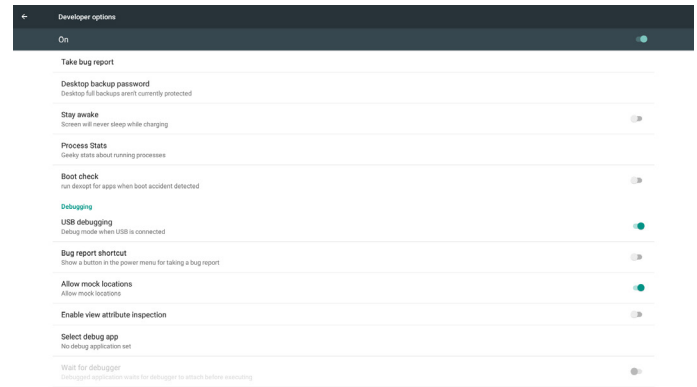 Developer options
On
Take bug report
Desktop backup password
Desktop full backups aren't currently protected
Stay awake
Screen will never sleep while charging
Process Stats
Geeky stats about running processes
Boot check
run dexopt for apps when boot accident detected
Debugging
USB debugging
Debug mode when USB is connected
Bug report shortcut
Show a button in the power menu for taking a bug report
Allow mock locations
Allow mock locations
Enable view attribute inspection
Select debug app
No debug application set
Wait for debugger
Debugged application waits for debugger to attach before executing